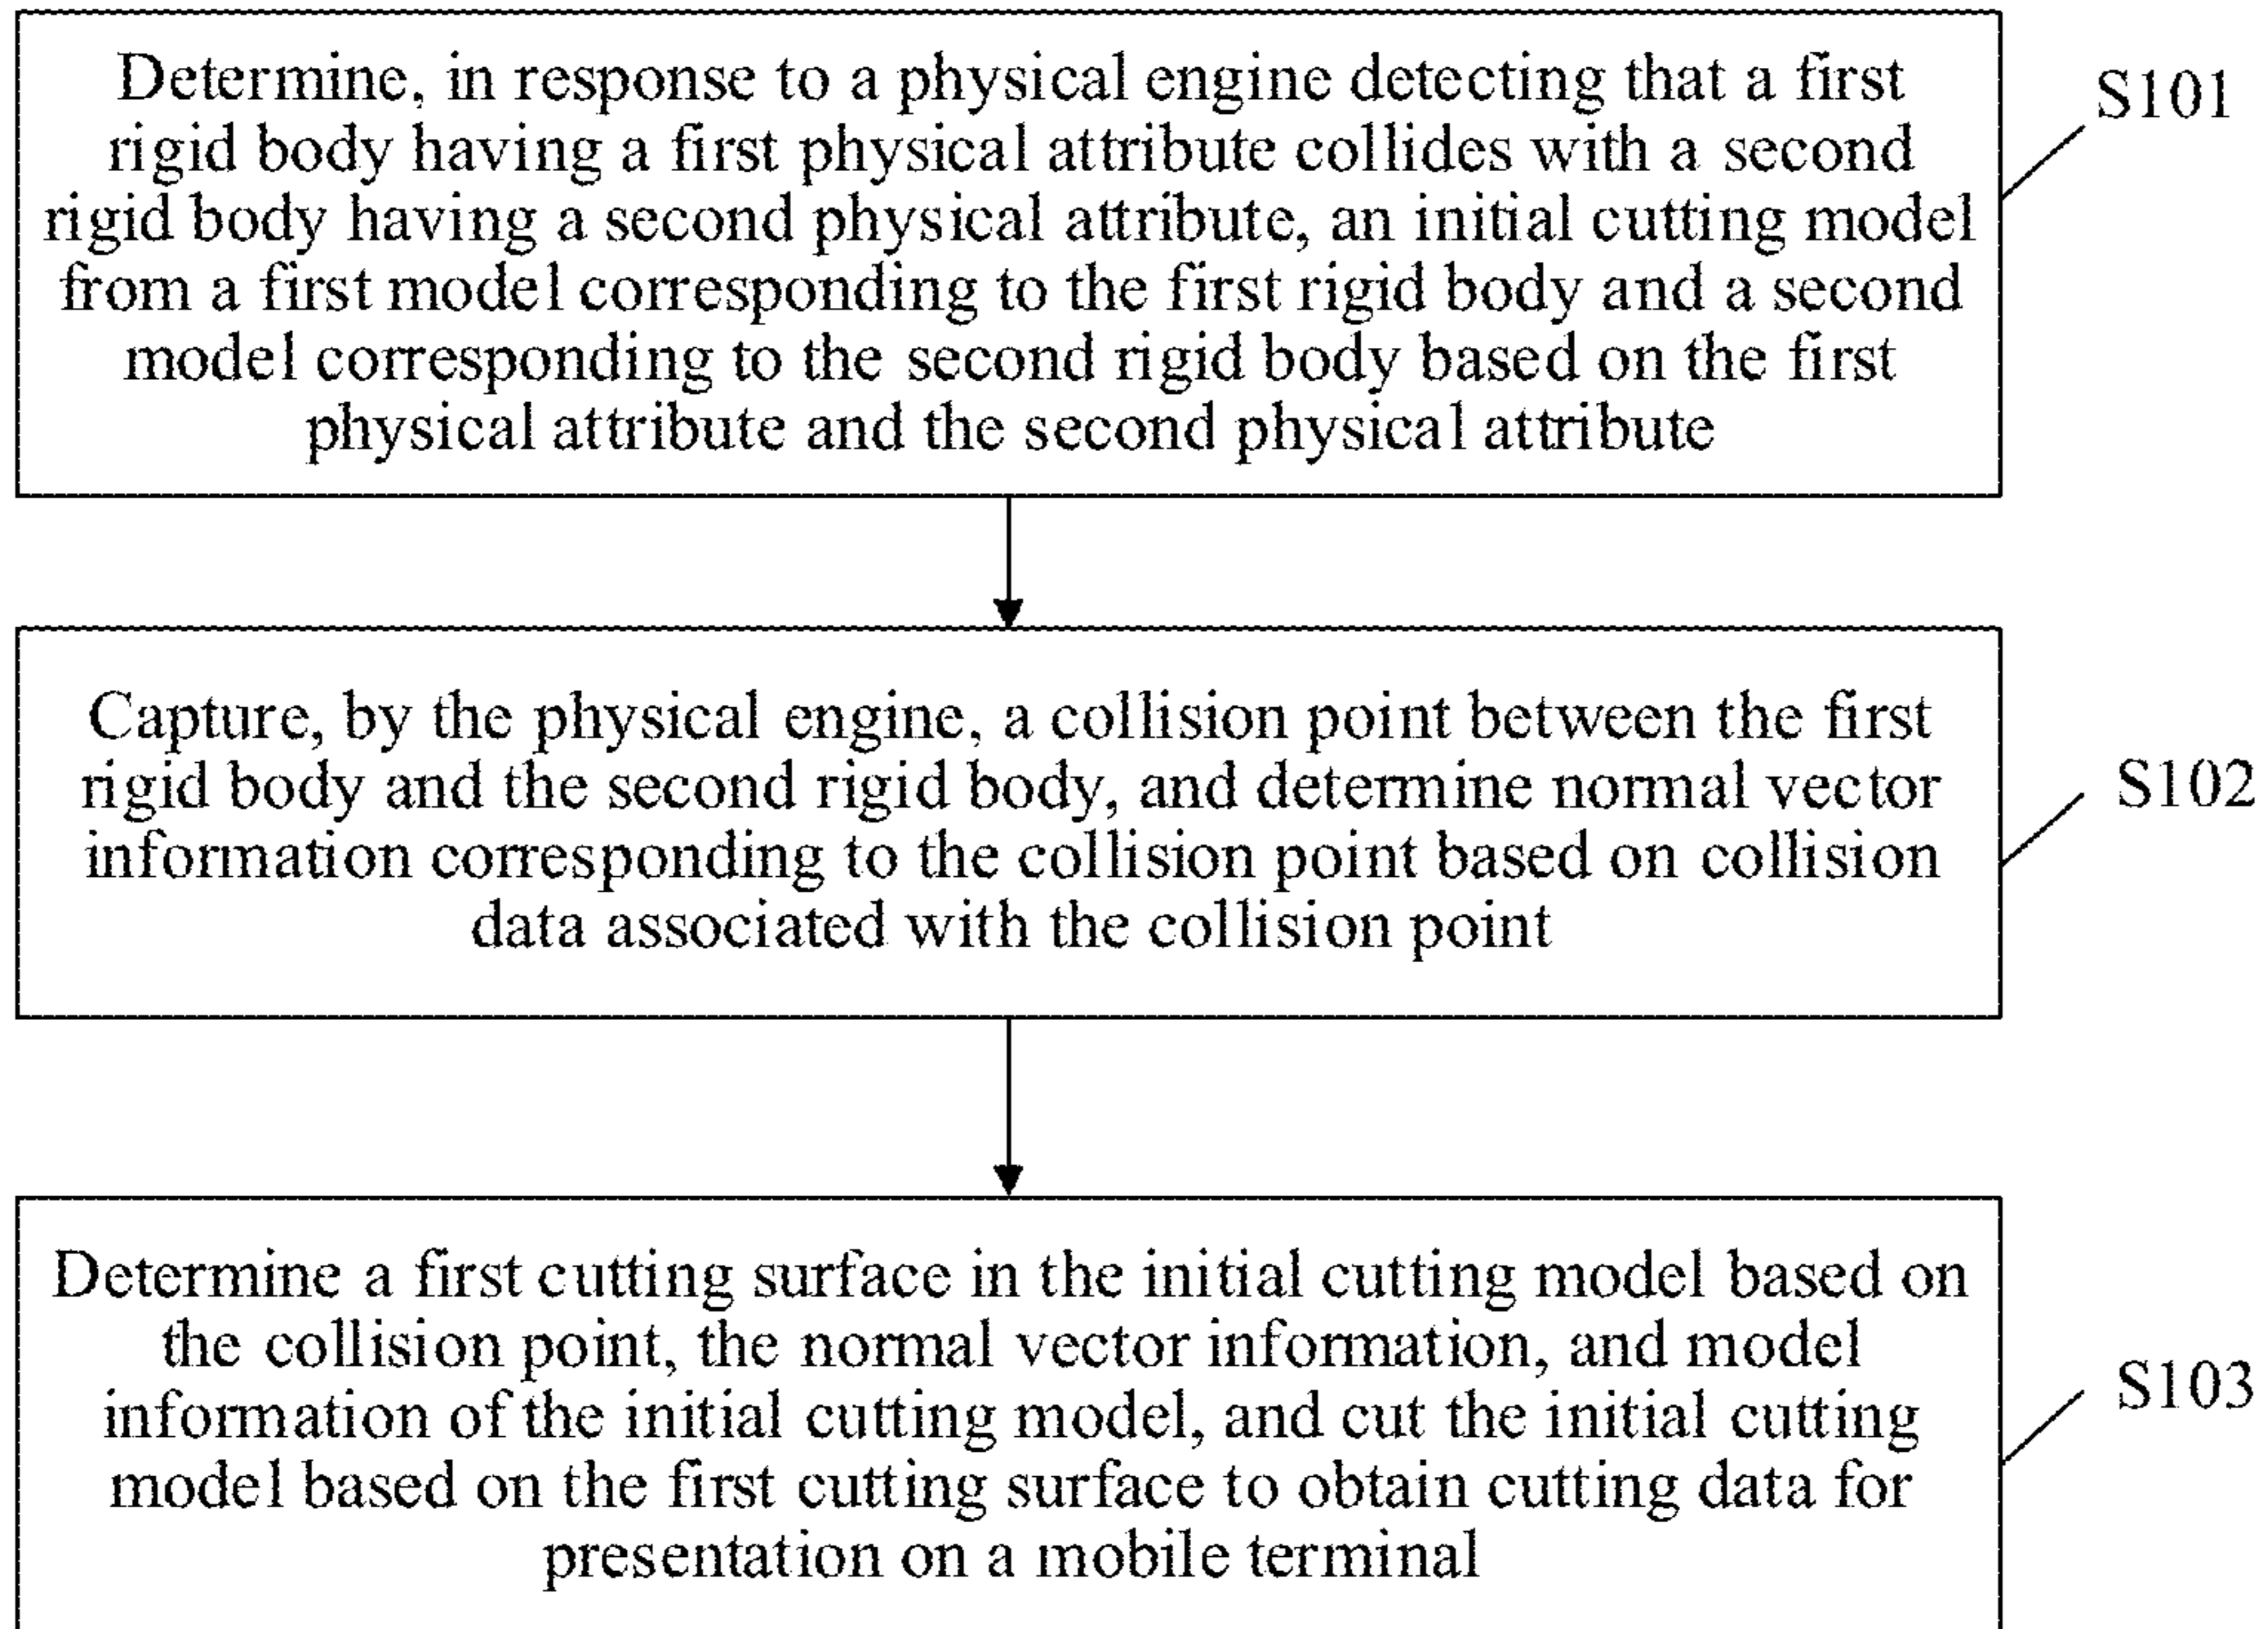 Determine, in response to a physical engine detecting that a first
rigid body having a first physical attribute collides with a second
rigid body having a second physical attribute, an initial cutting model
from a first model corresponding to the first rigid body and a second
model corresponding to the second rigid body based on the first
physical attribute and the second physical attribute
S101
Capture, by the physical engine, a collision point between the first
rigid body and the second rigid body, and determine normal vector
information corresponding to the collision point based on collision
data associated with the collision point
S102
Determine a first cutting surface in the initial cutting model based on
the collision point, the normal vector information, and model
information of the initial cutting model, and cut the initial cutting
model based on the first cutting surface to obtain cutting data for
presentation on a mobile terminal
S103